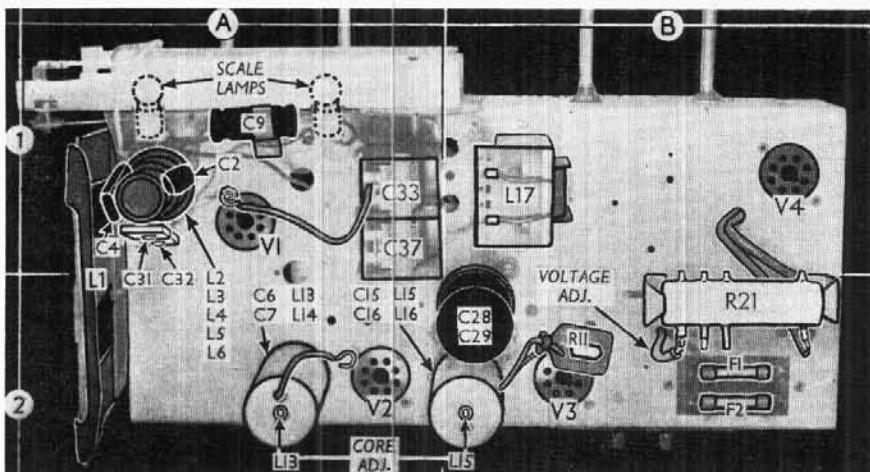 A
B
SCALE
LAMPS
1
C9
C2
C33
L17
V4
V1
C37
C4
L1
C31
C32
L2
L3
L4
L5
L6
C6 L13
C7 L14
C15 L15
C16 L16
VOLTAGE
ADJ.
R21
C28
C29
R11
F1
F2
2
V2
V3
L13
CORE
ADJ.
L15